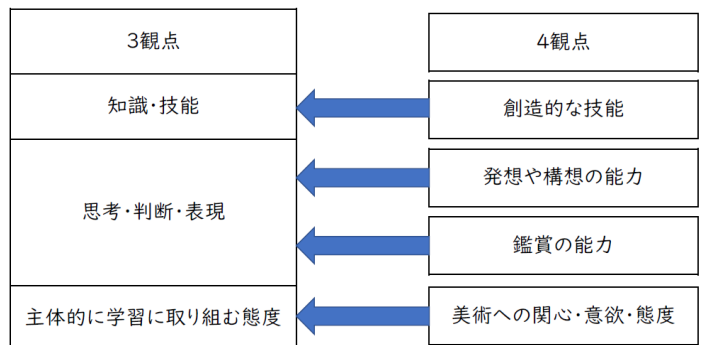 3観点
4観点
知識・技能
創造的な技能
思考・判断・表現
発想や構想の能力
鑑賞の能力
主体的に学習に取り組む態度
美術への関心・意欲・態度